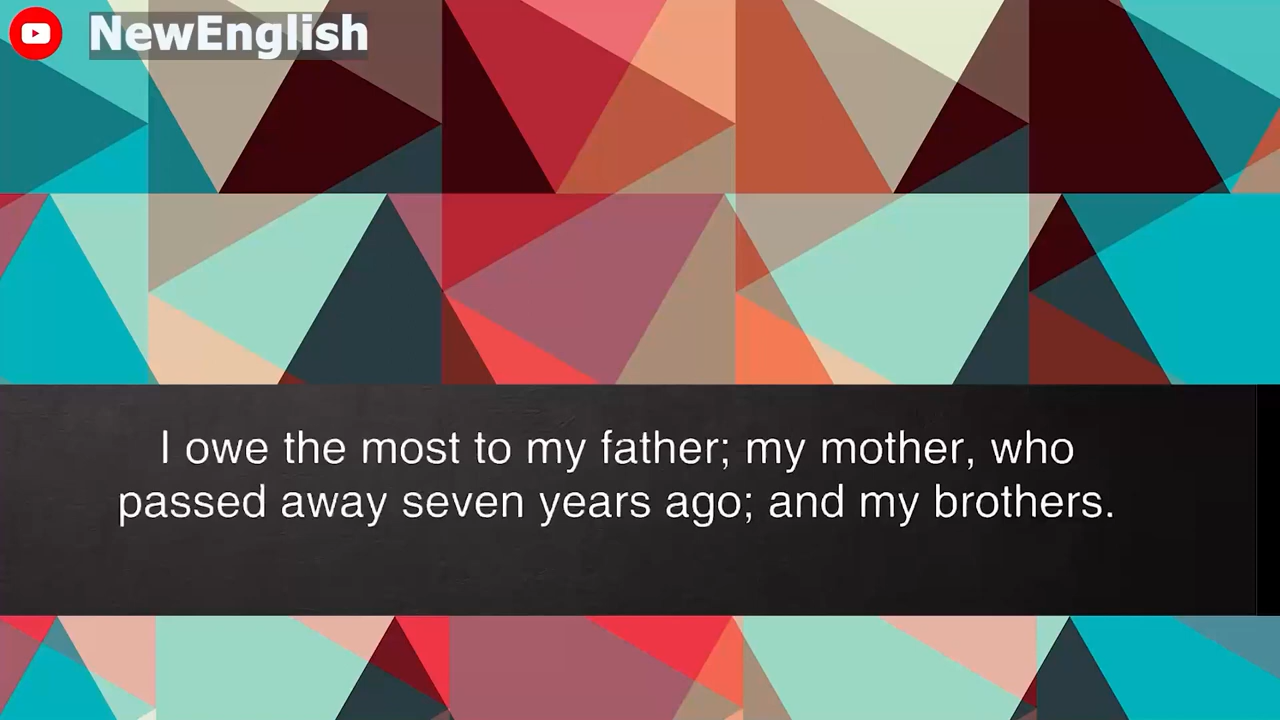 NewEnglish
I owe the most to my father; my mother, who
passed away seven years ago; and my brothers.